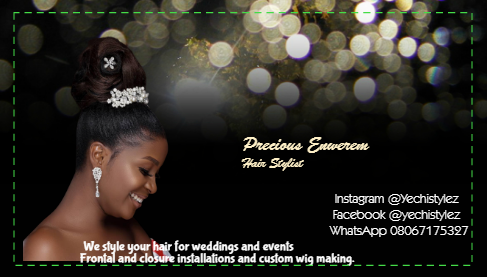 Precious Enwerem
Hair Stylist
Instagram @Yechistylez
Facebook @yechistylez
WhatsApp 08067175327
We style your hair for weddings and events
Frontal and closure installations and custom wig making.